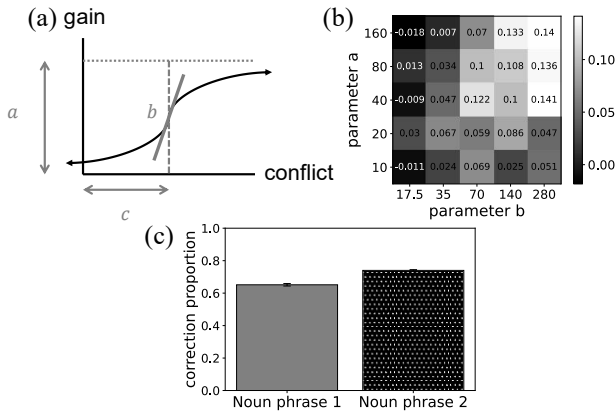 (a)
gain
a
b
conflict
c
(b)
parameter a
160 -0.018 0.007 0.07 0.133 0.14
80 0.013 0.034 0.1 0.108 0.136
40 -0.009 0.047 0.122 0.1 0.141
20 0.03 0.067 0.059 0.086 0.047
10 -0.011 0.024 0.069 0.025 0.051
17.5 35 70 140 280
parameter b
0.10
0.05
0.00
(c)
correction proportion
1.0
0.8
0.6
0.4
0.2
0.0
Noun phrase 1 Noun phrase 2